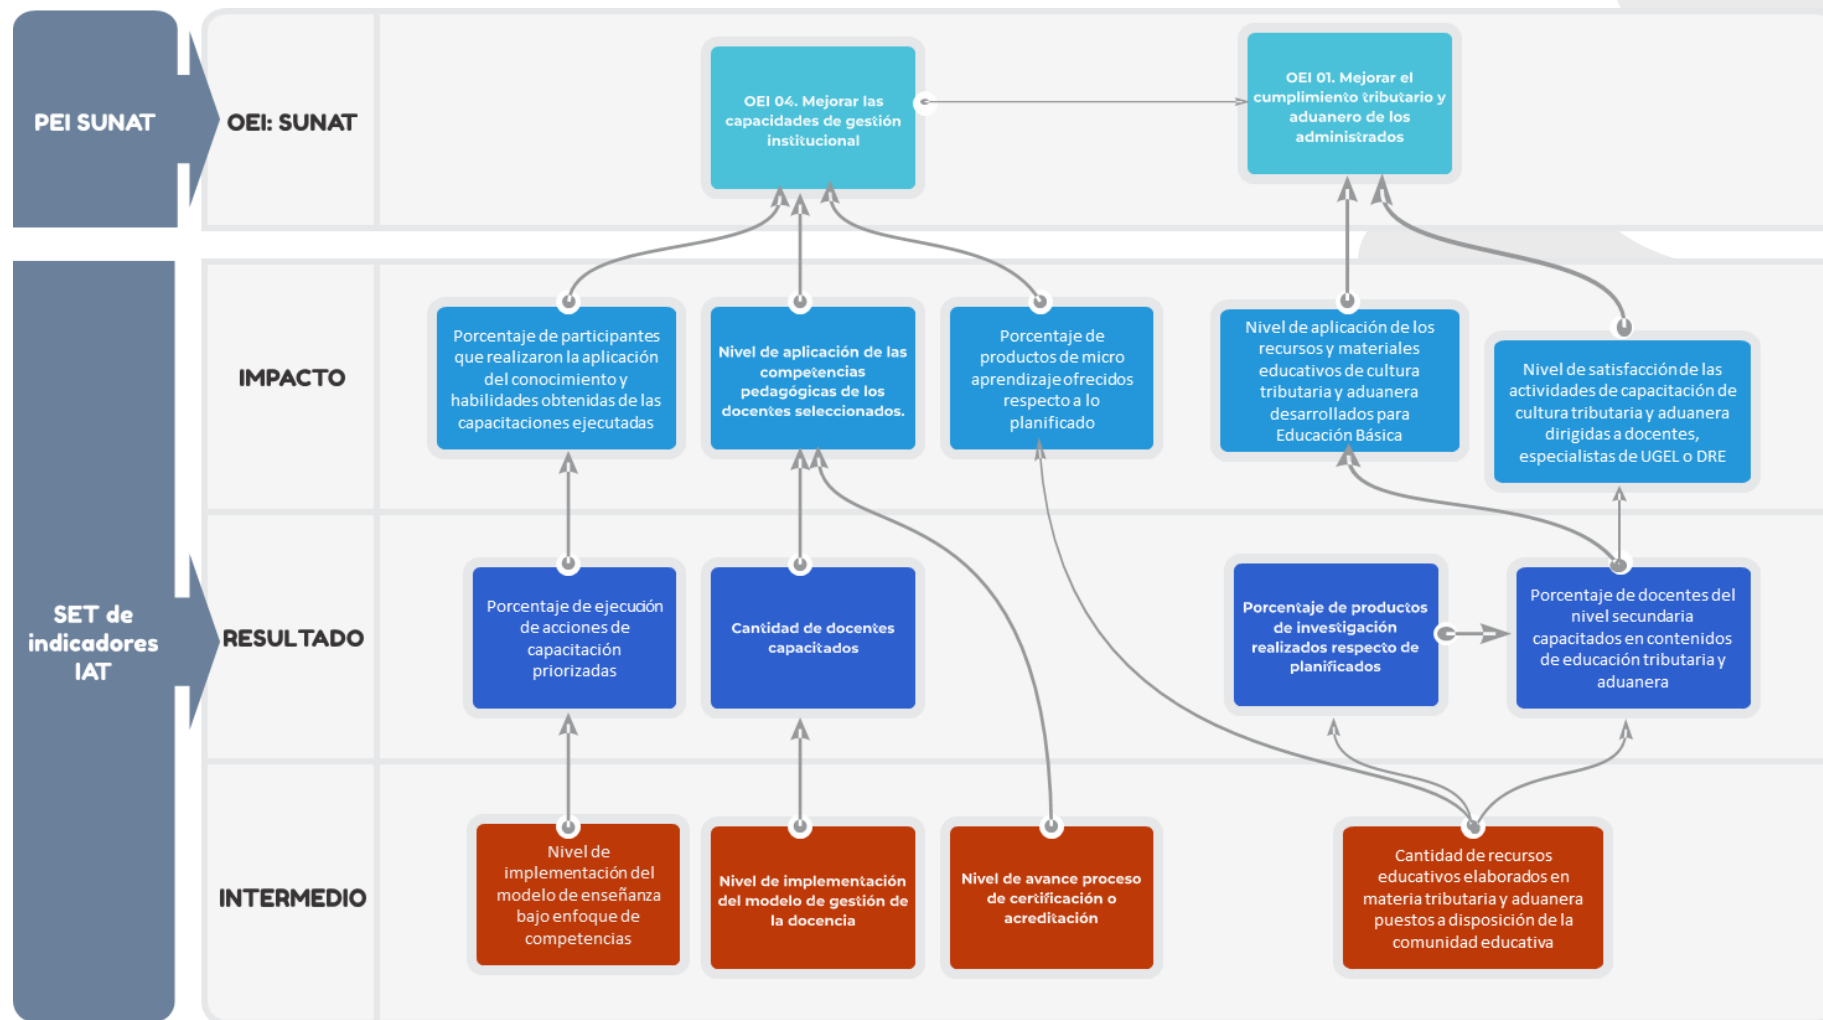 PEI SUNAT
OEI: SUNAT
OEI 04. Mejorar las
capacidades de gestión
institucional
OEI 01. Mejorar el
cumplimiento tributario y
aduanero de los
administrados
SET de
indicadores
IAT
IMPACTO
Porcentaje de participantes
que realizaron la aplicación
del conocimiento y
habilidades obtenidas de las
capacitaciones ejecutadas
Nivel de aplicación de las
competencias
pedagógicas de los
docentes seleccionados.
Porcentaje de
productos de micro
aprendizaje ofrecidos
respecto a lo
planificado
Nivel de aplicación de los
recursos y materiales
educativos de cultura
tributaria y aduanera
desarrollados para
Educación Básica
Nivel de satisfacción de las
actividades de capacitación de
cultura tributaria y aduanera
dirigidas a docentes,
especialistas de UGEL o DRE
RESULTADO
Porcentaje de ejecución
de acciones de
capacitación
priorizadas
Cantidad de docentes
capacitados
Porcentaje de productos
de investigación
realizados respecto de
planificados
Porcentaje de docentes del
nivel secundaria
capacitados en contenidos
de educación tributaria y
aduanera
INTERMEDIO
Nivel de
implementación del
modelo de enseñanza
bajo enfoque de
competencias
Nivel de implementación
del modelo de gestión de
la docencia
Nivel de avance proceso
de certificación o
acreditación
Cantidad de recursos
educativos elaborados en
materia tributaria y aduanera
puestos a disposición de la
comunidad educativa